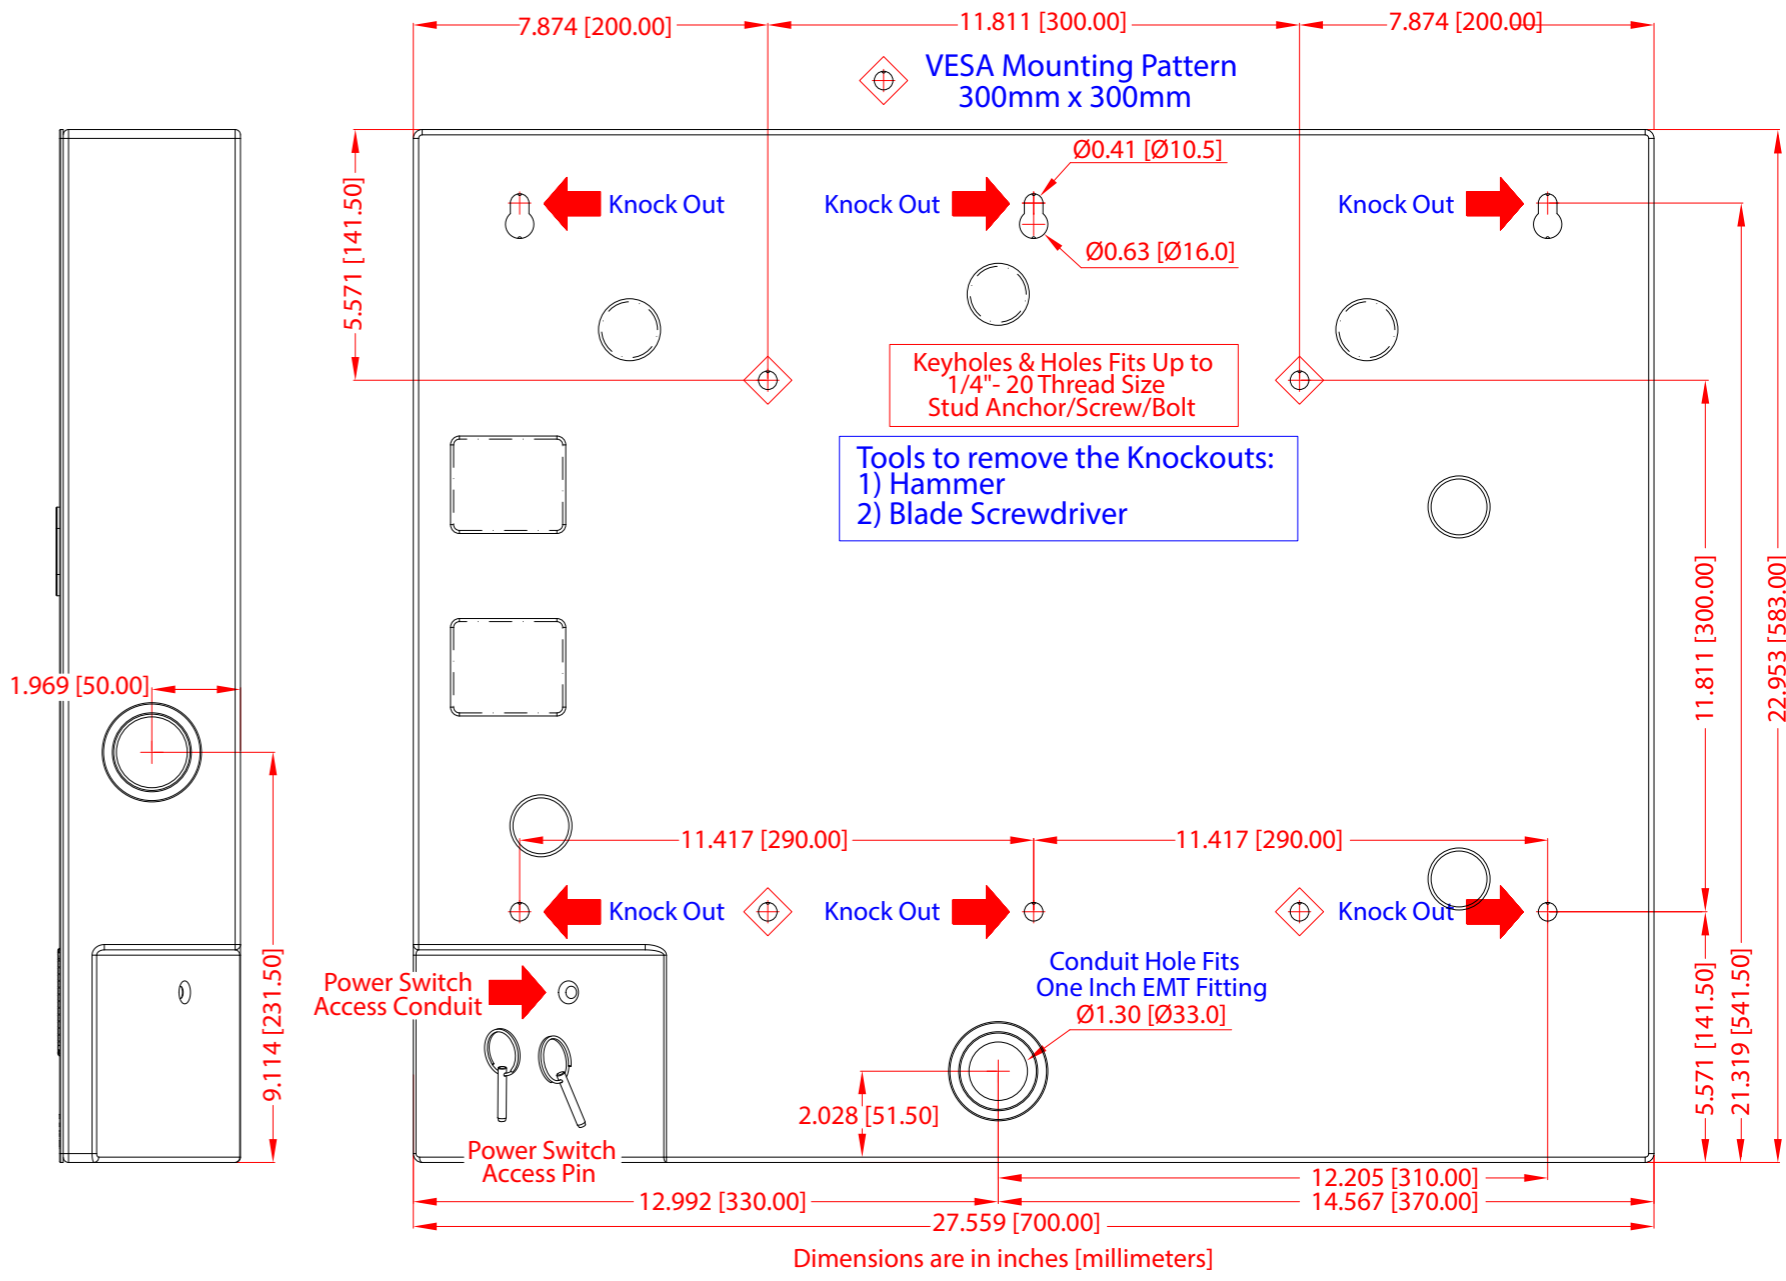 7.874 [200.00]
11.811 [300.00]
7.874 [200.00]
VESA Mounting Pattern
300mm x 300mm
Ø0.41 [Ø10.5]
Knock Out
Knock Out
Knock Out
5.571 [141.50]
Ø0.63 [Ø16.0]
Keyholes & Holes Fits Up to
1/4"- 20 Thread Size
Stud Anchor/Screw/Bolt
Tools to remove the Knockouts:
1) Hammer
2) Blade Screwdriver
11.811 [300.00]
22.953 [583.00]
1.969 [50.00]
11.417 [290.00]
11.417 [290.00]
Knock Out
Knock Out
Knock Out
Power Switch
Access Conduit
Conduit Hole Fits
One Inch EMT Fitting
Ø1.30 [Ø33.0]
9.114 [231.50]
5.571 [141.50]
21.319 [541.50]
2.028 [51.50]
Power Switch
Access Pin
12.205 [310.00]
12.992 [330.00]
14.567 [370.00]
27.559 [700.00]
Dimensions are in inches [millimeters]